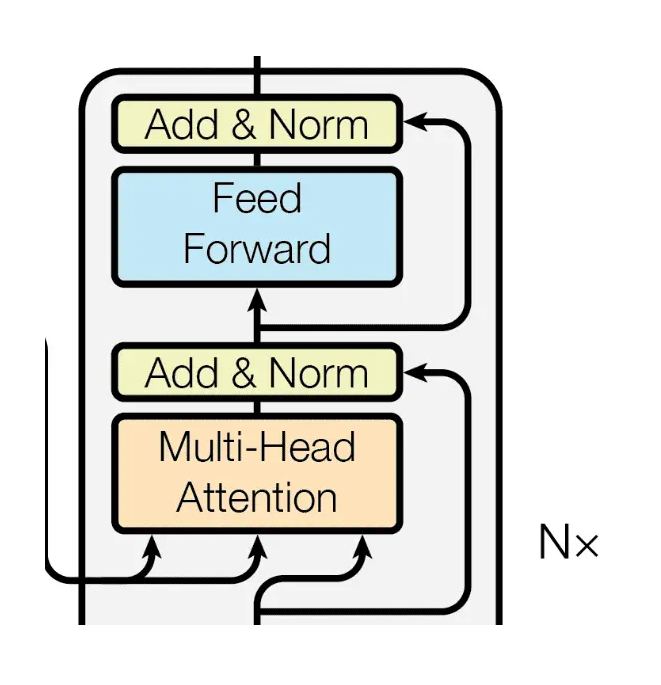 Add & Norm
Feed
Forward
Add & Norm
Multi-Head
Attention
N×